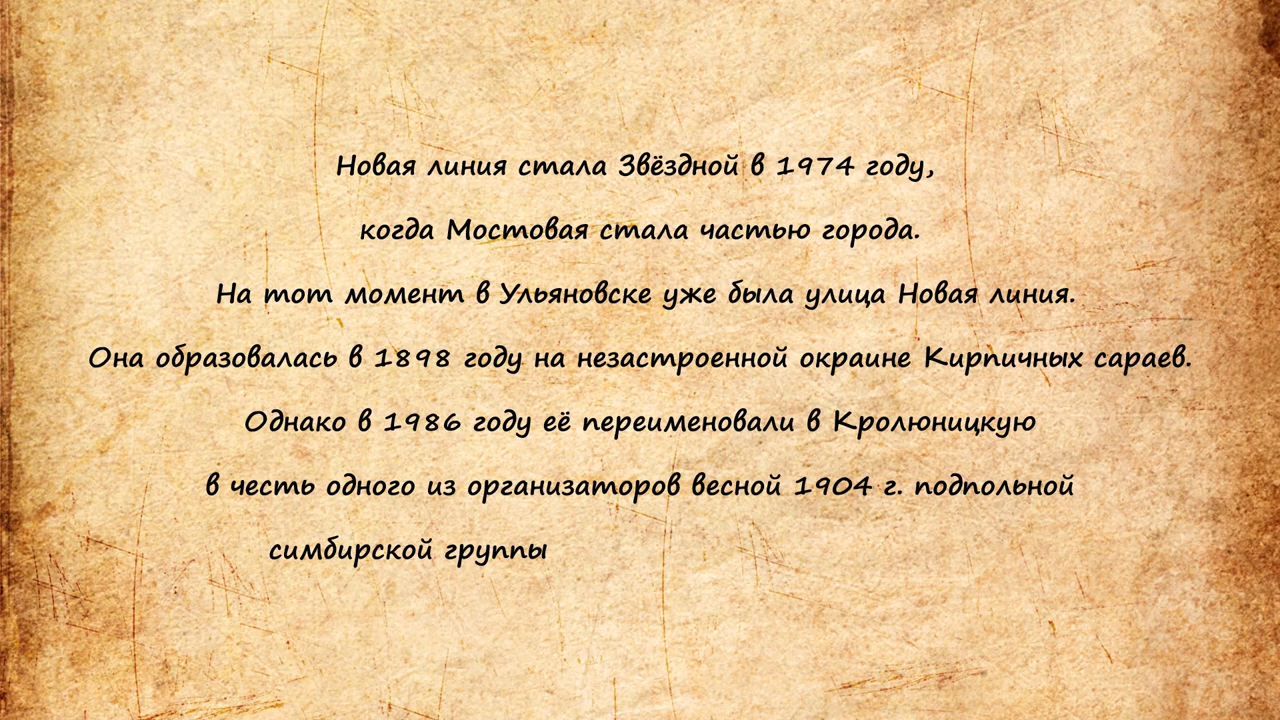 Новая линия стала Звёздной в 1974 году,
когда Мостовая стала частью города.
На тот момент в Ульяновске уже была улица Новая линия.
Она образовалась в 1898 году на незастроенной окраине Кирпичных сараев.
Однако в 1986 году её переименовали в Кролюницкую
в честь одного из организаторов весной 1904 г. подпольной
симбирской группы